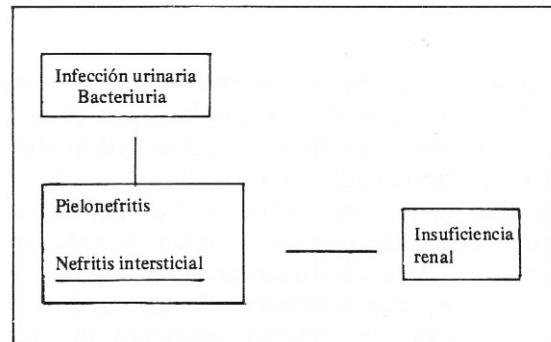 Infección urinaria
Bacteriuria
Pielonefritis
Nefritis intersticial
Insuficiencia
renal